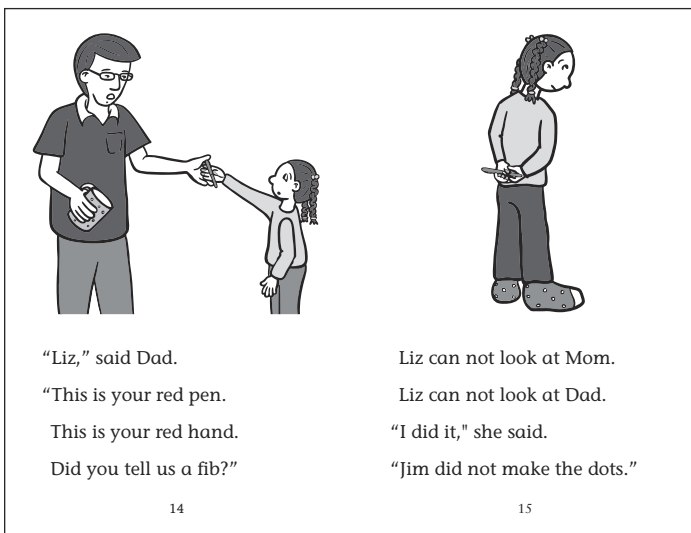 “Liz,” said Dad.
“This is your red pen.
This is your red hand.
Did you tell us a fib?”
14
Liz can not look at Mom.
Liz can not look at Dad.
“I did it," she said.
“Jim did not make the dots.”
15